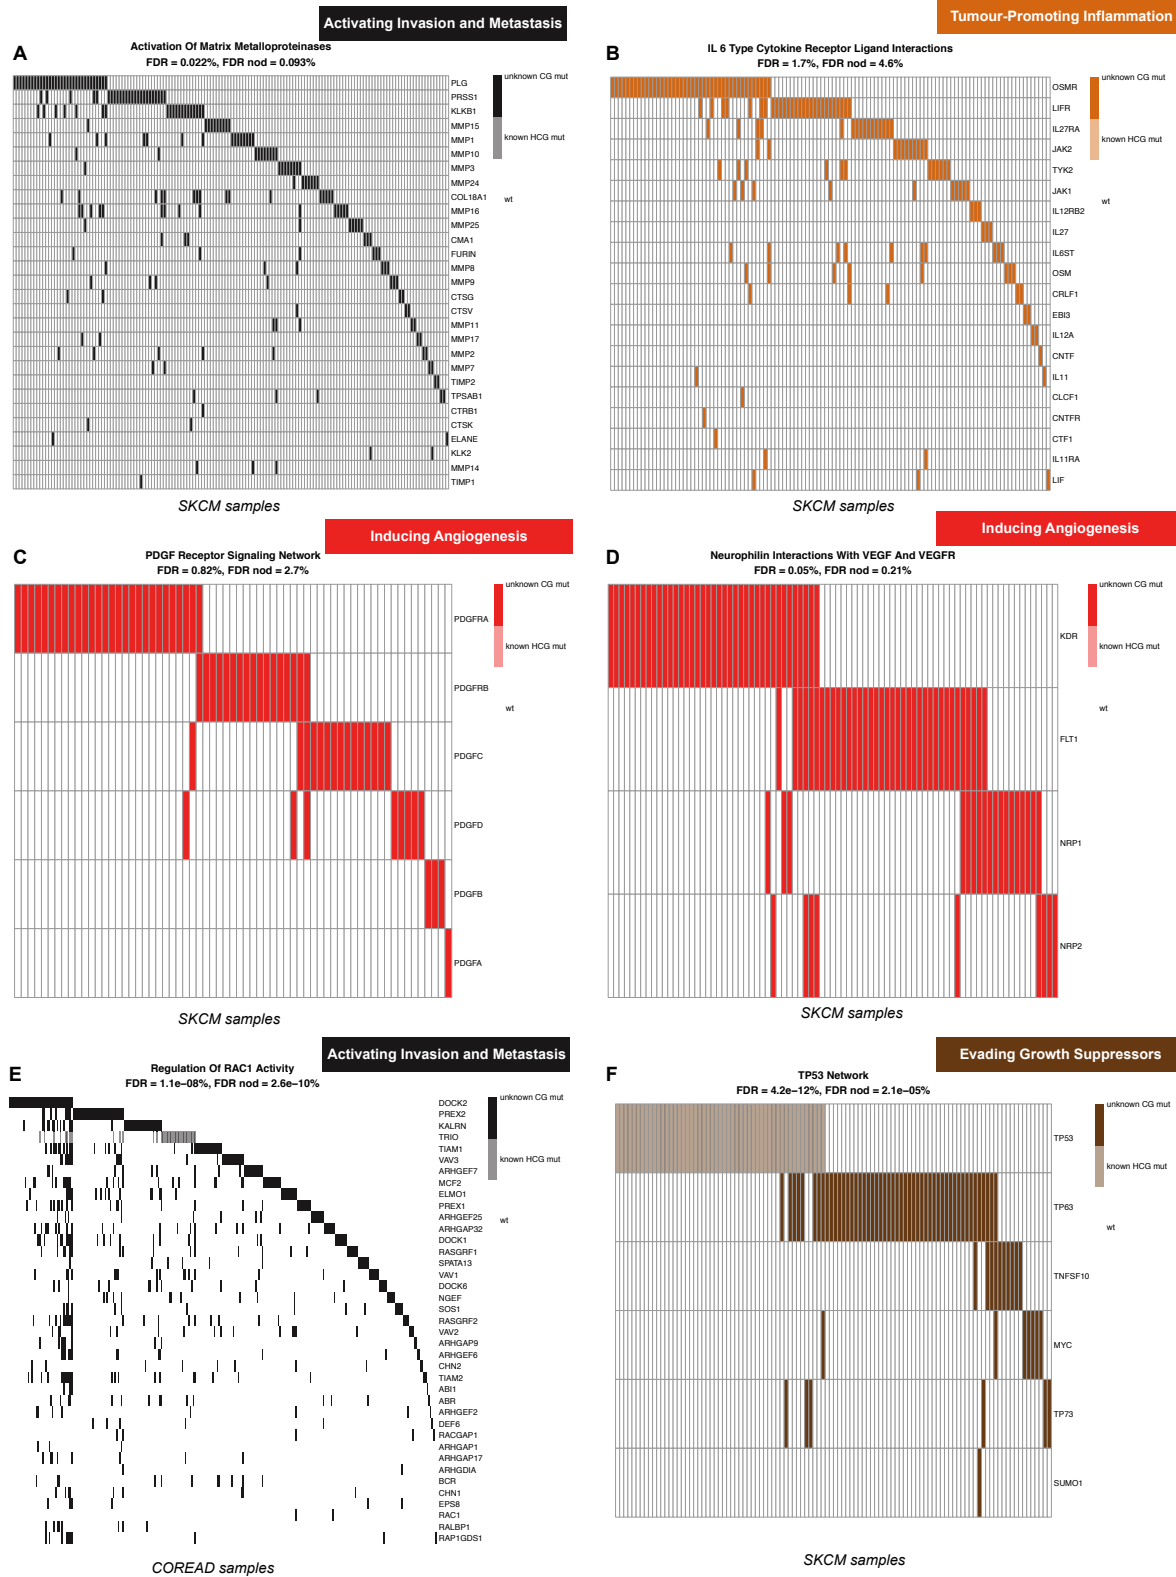 Activating Invasion and Metastasis
A
Activation Of Matrix Metalloproteinases
FDR = 0.022%, FDR nod = 0.093%
PLG
PRSS1
KLKB1
MMP15
MMP1
MMP10
MMP3
MMP24
COL18A1
MMP16
MMP25
CMA1
FURIN
MMP8
MMP9
CTSG
CTSV
MMP11
MMP17
MMP2
MMP7
TIMP2
TPSAB1
CTRB1
CTSK
ELANE
KLK2
MMP14
TIMP1
unknown CG mut
known HCG mut
wt
SKCM samples
Tumour-Promoting Inflammation
B
IL 6 Type Cytokine Receptor Ligand Interactions
FDR = 1.7%, FDR nod = 4.6%
OSMR
LIFR
IL27RA
JAK2
TYK2
JAK1
IL12RB2
IL27
IL6ST
OSM
CRLF1
EBI3
IL12A
CNTF
IL11
CLCF1
CNTFR
CTF1
IL11RA
LIF
unknown CG mut
known HCG mut
wt
SKCM samples
Inducing Angiogenesis
C
PDGF Receptor Signaling Network
FDR = 0.82%, FDR nod = 2.7%
PDGFRA
PDGFRB
PDGFC
PDGFD
PDGFB
PDGFA
unknown CG mut
known HCG mut
wt
SKCM samples
Inducing Angiogenesis
D
Neurophilin Interactions With VEGF And VEGFR
FDR = 0.05%, FDR nod = 0.21%
KDR
FLT1
NRP1
NRP2
unknown CG mut
known HCG mut
wt
SKCM samples
Activating Invasion and Metastasis
E
Regulation Of RAC1 Activity
FDR = 1.1e−08%, FDR nod = 2.6e−10%
DOCK2
PREX2
KALRN
TRIO
TIAM1
VAV3
ARHGEF7
MCF2
ELMO1
PREX1
ARHGEF25
ARHGAP32
DOCK1
RASGRF1
SPATA13
VAV1
DOCK6
NGEF
SOS1
RASGRF2
VAV2
ARHGAP9
ARHGEF6
CHN2
TIAM2
ABI1
ABR
ARHGEF2
DEF6
RACGAP1
ARHGAP1
ARHGAP17
ARHGDIA
BCR
CHN1
EPS8
RAC1
RALBP1
RAP1GDS1
unknown CG mut
known HCG mut
wt
COREAD samples
Evading Growth Suppressors
F
TP53 Network
FDR = 4.2e−12%, FDR nod = 2.1e−05%
TP53
TP63
TNFSF10
MYC
TP73
SUMO1
unknown CG mut
known HCG mut
wt
SKCM samples